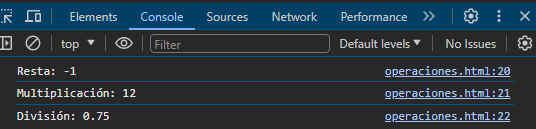 Elements Console Sources Network Performance
top Filter Default levels No Issues
Resta: -1 operaciones.html:20
Multiplicación: 12 operaciones.html:21
División: 0.75 operaciones.html:22